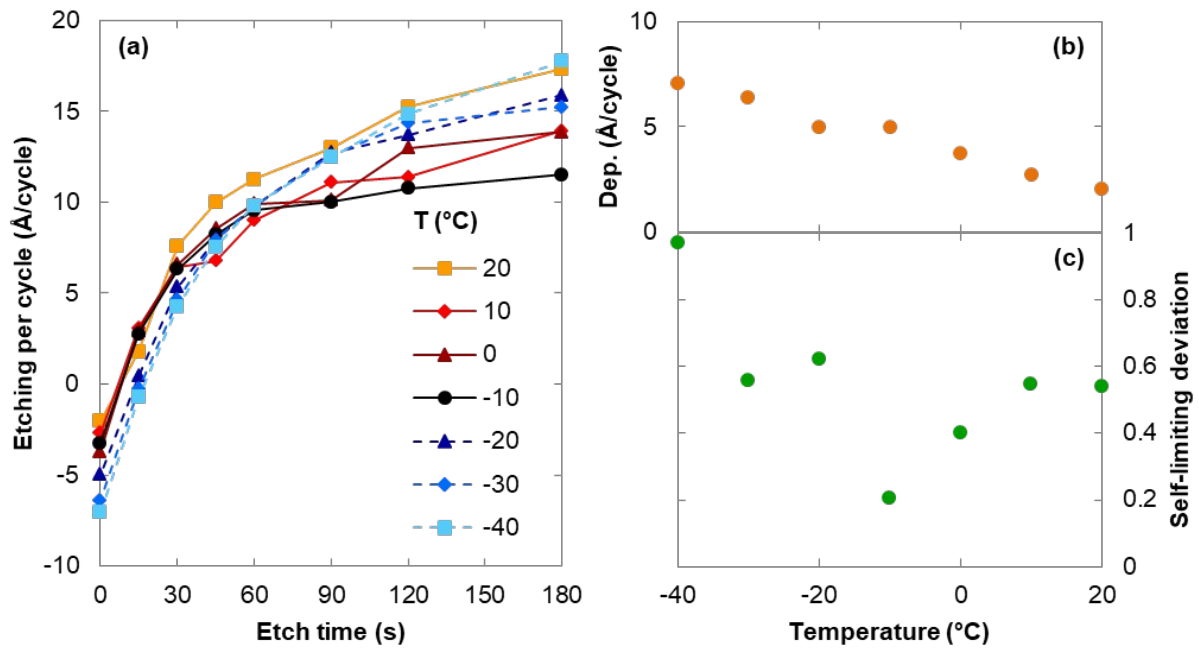 (a)
Etching per cycle (Å/cycle)
20
15
10
5
0
-5
-10
0 30 60 90 120 150 180
Etch time (s)
T (°C)
20
10
0
-10
-20
-30
-40
(b)
Dep. (Å/cycle)
10
5
0
(c)
1
0.8
0.6
0.4
0.2
0
Self-limiting deviation
-40 -20 0 20
Temperature (°C)